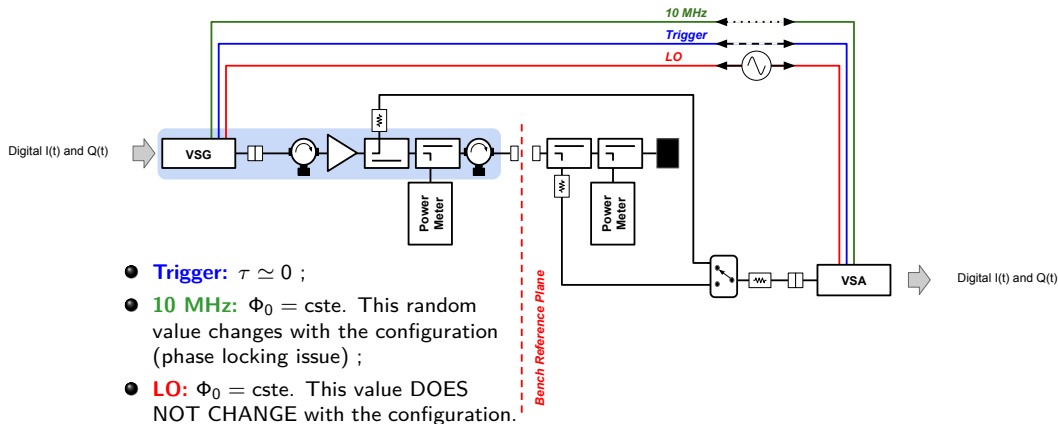 10 MHz
Trigger
LO
Digital I(t) and Q(t)
VSG
Power
Meter
Power
Meter
VSA
Digital I(t) and Q(t)
Bench Reference Plane
Trigger: τ ≃ 0 ;
10 MHz: Φ₀ = cste. This random
value changes with the configuration
(phase locking issue) ;
LO: Φ₀ = cste. This value DOES
NOT CHANGE with the configuration.